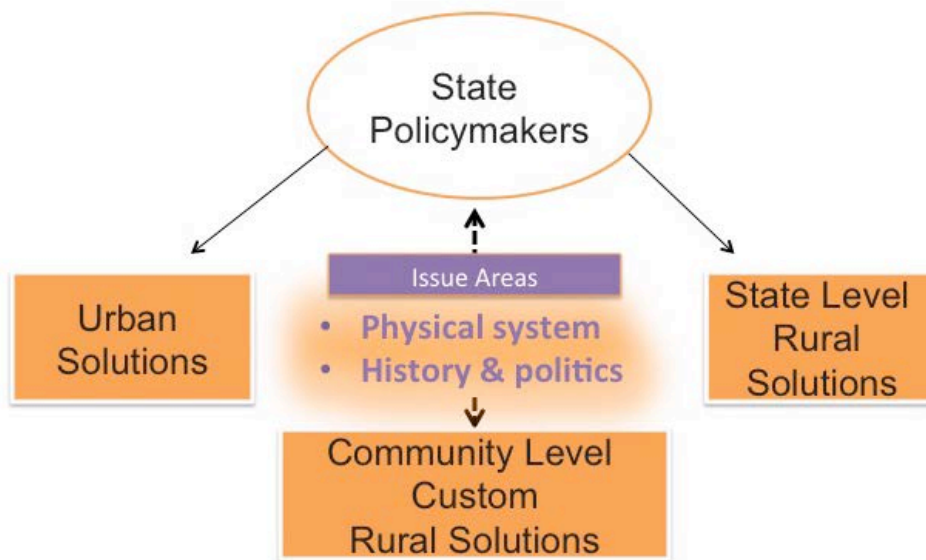 State
Policymakers
Issue Areas
Urban
Solutions
• Physical system
• History & politics
State Level
Rural
Solutions
Community Level
Custom
Rural Solutions